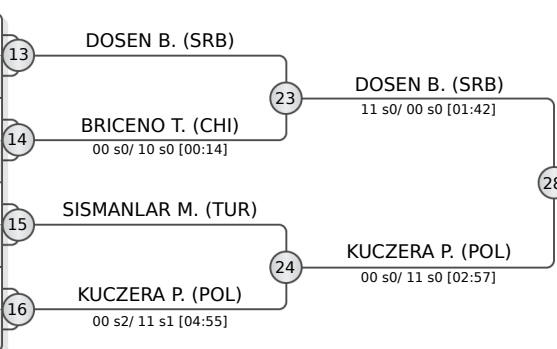 13
DOSEN B. (SRB)
23
DOSEN B. (SRB)
11 s0/ 00 s0 [01:42]
14
BRICENO T. (CHI)
00 s0/ 10 s0 [00:14]
28
15
SISMANLAR M. (TUR)
24
KUCZERA P. (POL)
00 s0/ 11 s0 [02:57]
16
KUCZERA P. (POL)
00 s2/ 11 s1 [04:55]